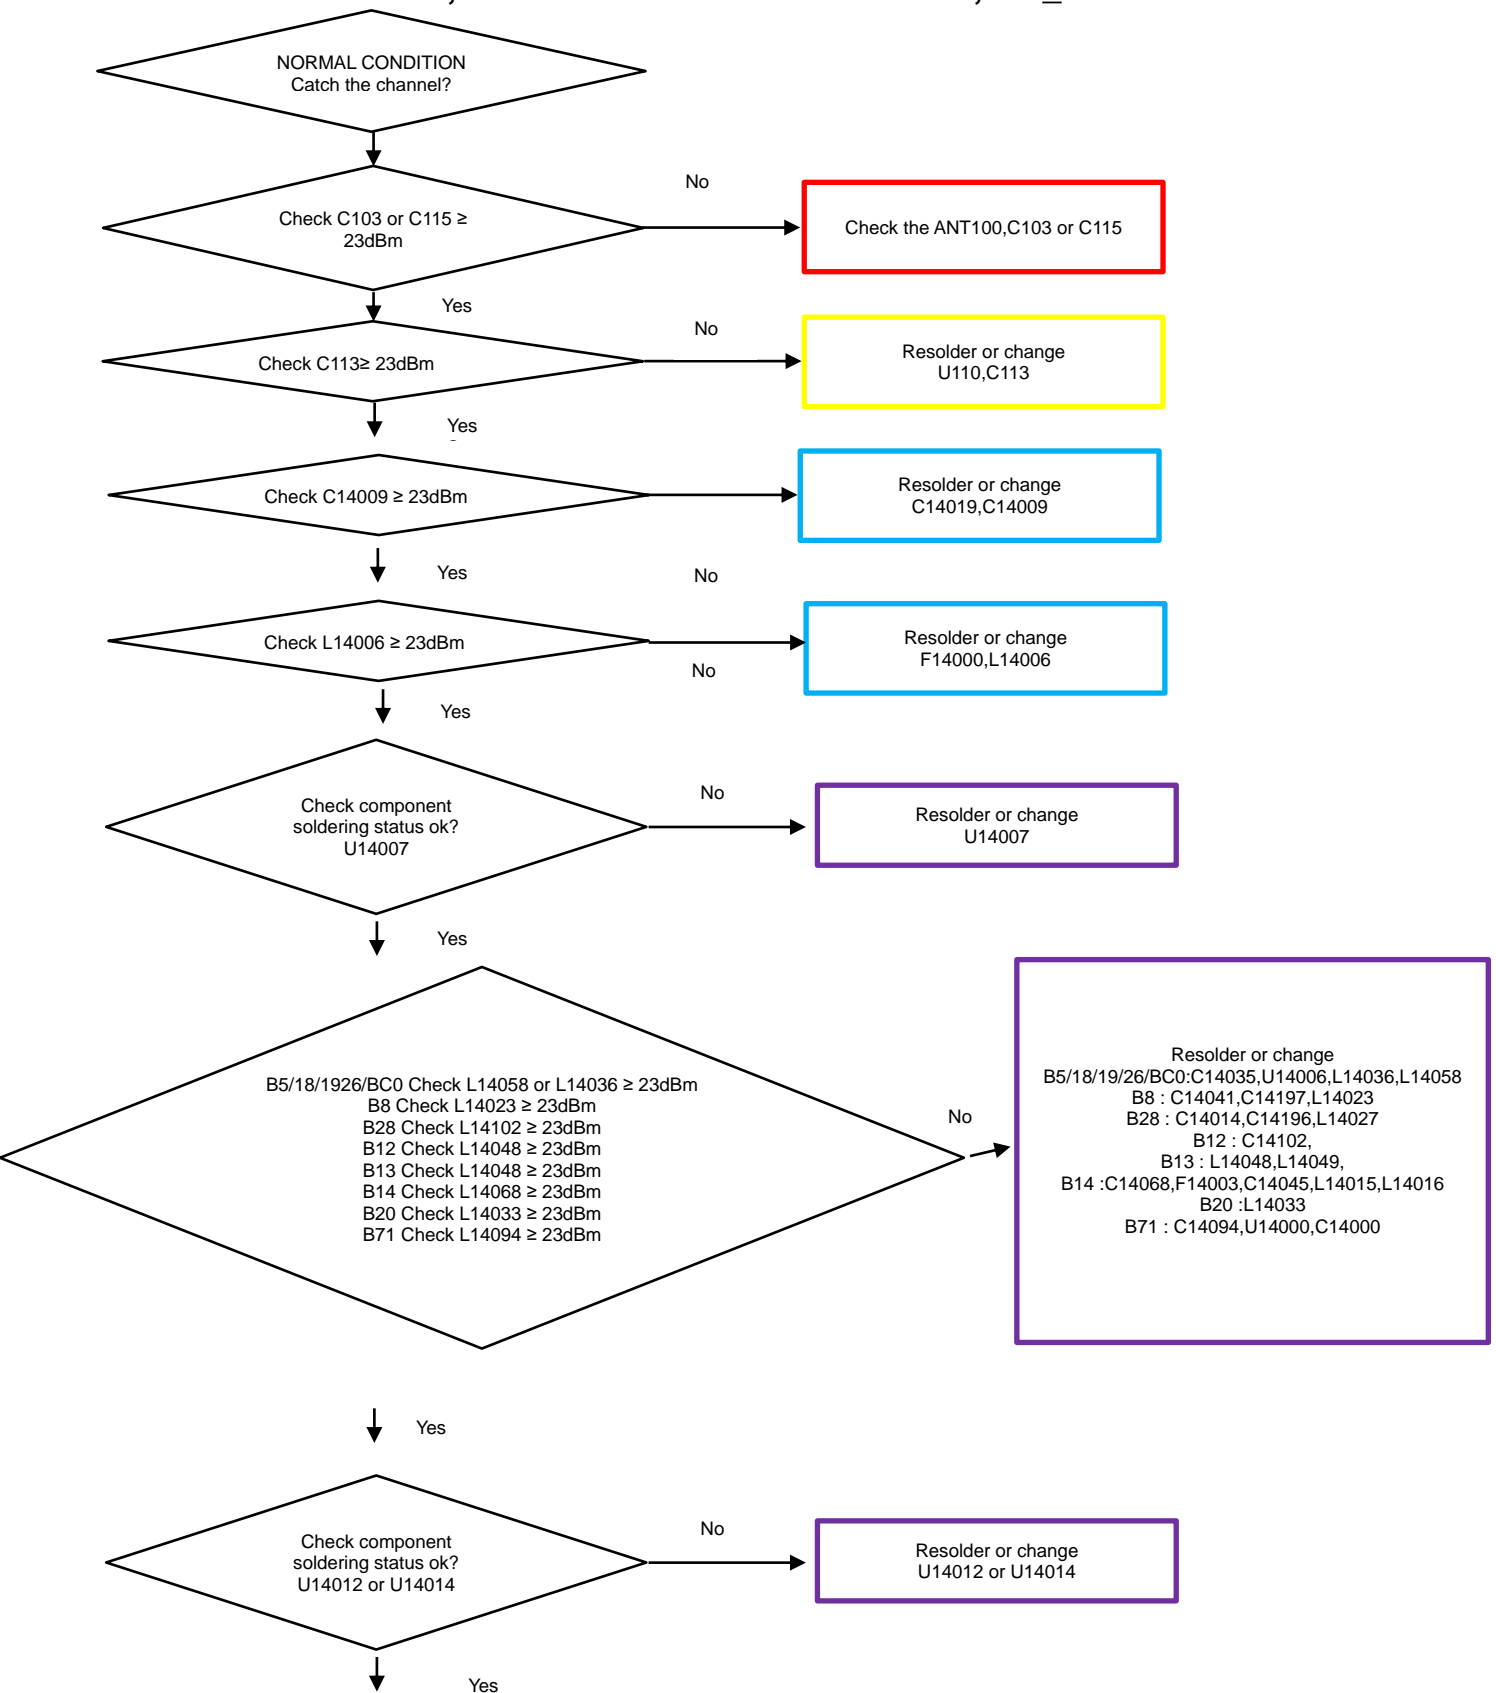 NORMAL CONDITION
Catch the channel?
No
Check C103 or C115 ≥
23dBm
Check the ANT100,C103 or C115
Yes
No
Check C113≥ 23dBm
Resolder or change
U110,C113
Yes
Check C14009 ≥ 23dBm
Resolder or change
C14019,C14009
Yes
No
Check L14006 ≥ 23dBm
Resolder or change
F14000,L14006
No
Yes
No
Check component
soldering status ok?
U14007
Resolder or change
U14007
Yes
B5/18/1926/BC0 Check L14058 or L14036 ≥ 23dBm
B8 Check L14023 ≥ 23dBm
B28 Check L14102 ≥ 23dBm
B12 Check L14048 ≥ 23dBm
B13 Check L14048 ≥ 23dBm
B14 Check L14068 ≥ 23dBm
B20 Check L14033 ≥ 23dBm
B71 Check L14094 ≥ 23dBm
No
Resolder or change
B5/18/19/26/BC0:C14035,U14006,L14036,L14058
B8 : C14041,C14197,L14023
B28 : C14014,C14196,L14027
B12 : C14102,
B13 : L14048,L14049,
B14 :C14068,F14003,C14045,L14015,L14016
B20 :L14033
B71 : C14094,U14000,C14000
Yes
No
Check component
soldering status ok?
U14012 or U14014
Resolder or change
U14012 or U14014
Yes